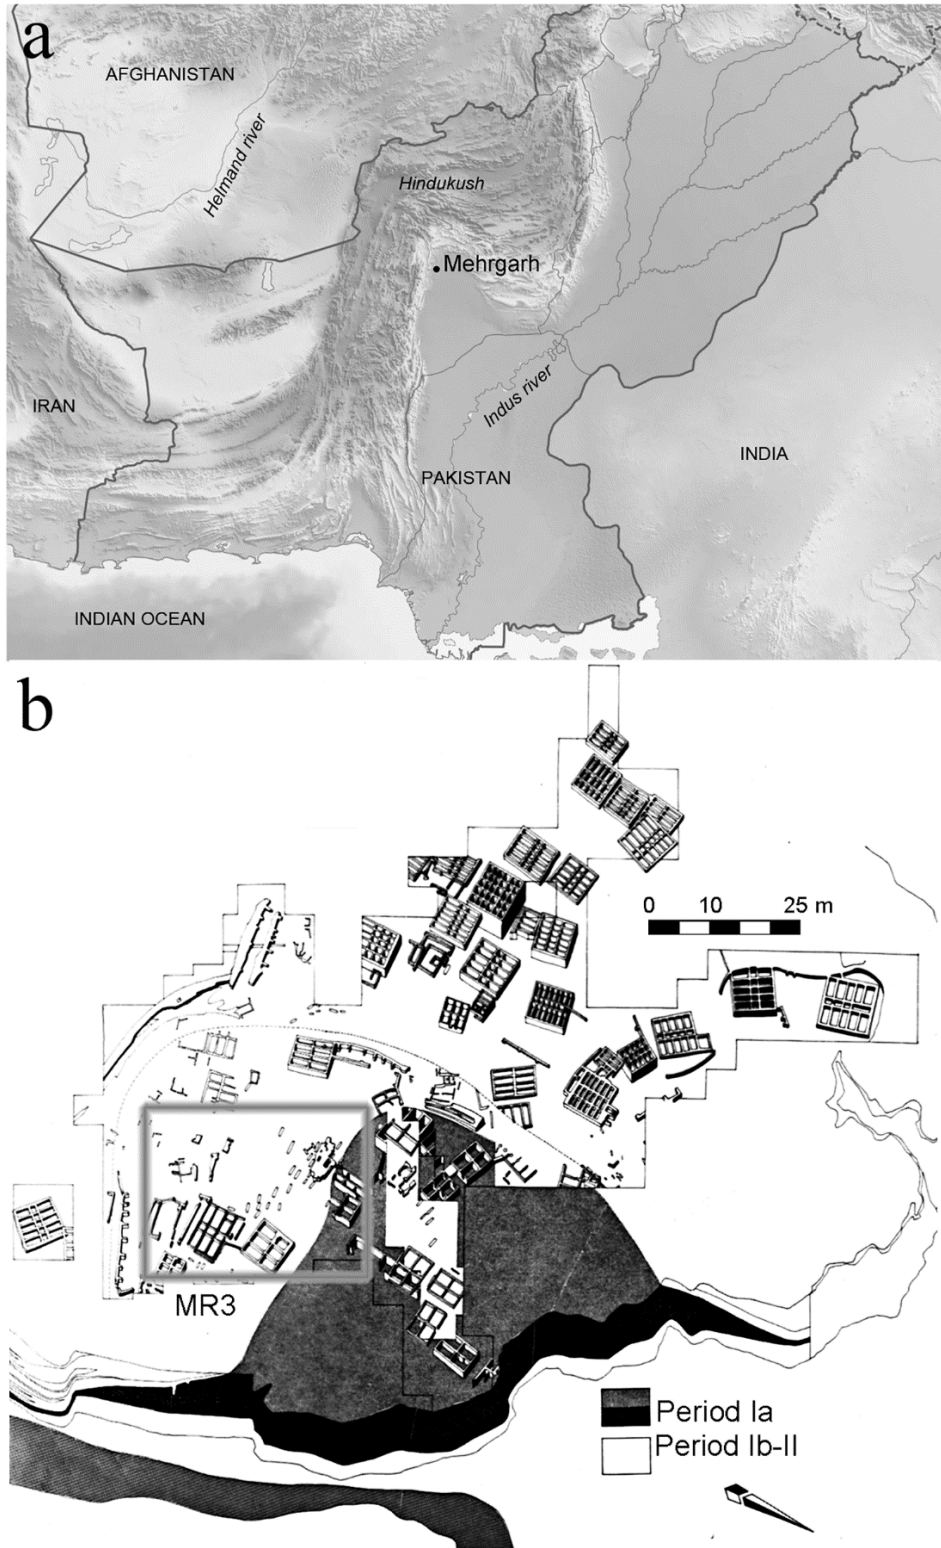 a
AFGHANISTAN
Helmand river
Hindukush
Mehrgarh
IRAN
Indus river
INDIA
PAKISTAN
INDIAN OCEAN
b
0 10 25 m
MR3
Period Ia
Period Ib-II